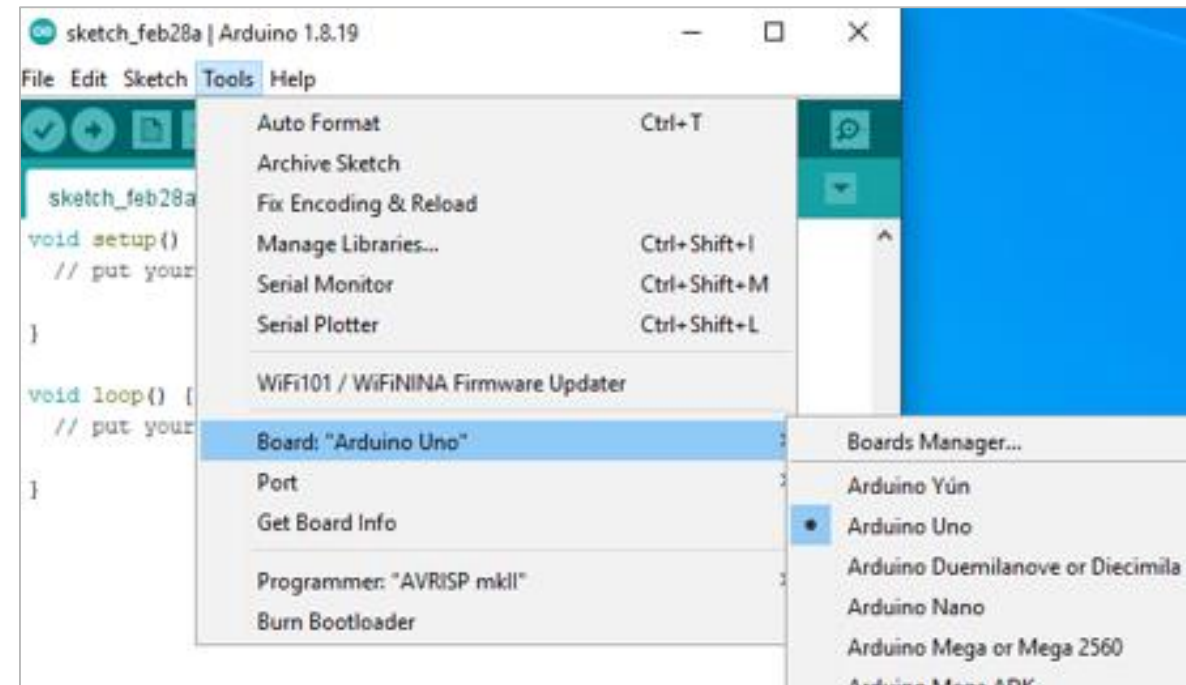 sketch_feb28a | Arduino 1.8.19
File Edit Sketch Tools Help
sketch_feb28a
void setup()
// put your
}
void loop() {
// put your
}
Auto Format Ctrl+T
Archive Sketch
Fix Encoding & Reload
Manage Libraries... Ctrl+Shift+I
Serial Monitor Ctrl+Shift+M
Serial Plotter Ctrl+Shift+L
WiFi101 / WiFiNINA Firmware Updater
Board: "Arduino Uno"
Port
Get Board Info
Programmer: "AVRISP mkII"
Burn Bootloader
Boards Manager...
Arduino Yún
Arduino Uno
Arduino Duemilanove or Diecimila
Arduino Nano
Arduino Mega or Mega 2560
Arduino Mega ADK